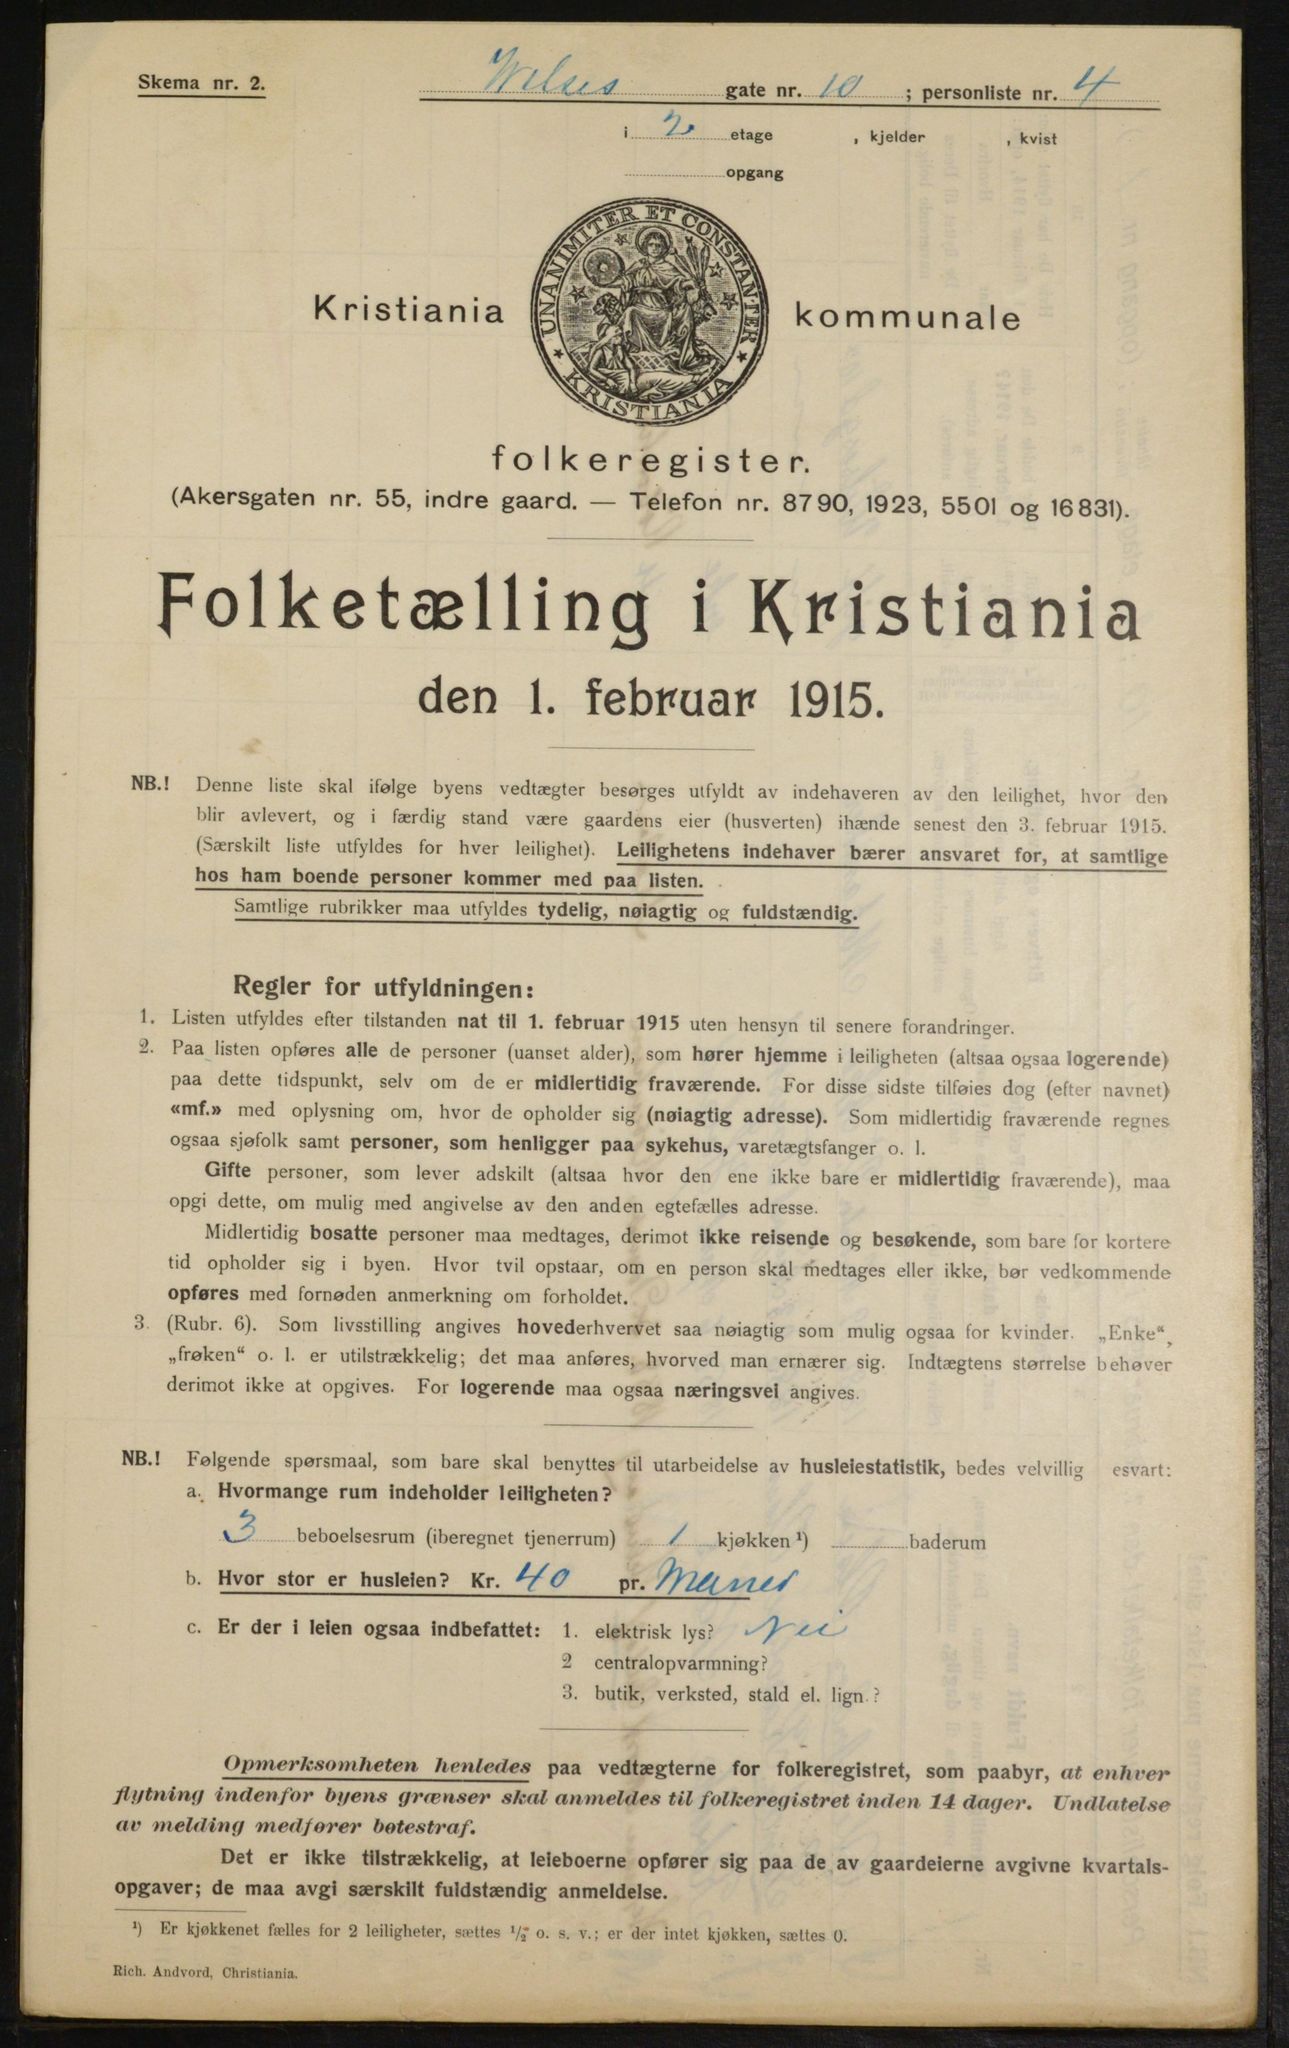 Skema nr. 2.
Welses gate nr. 10; personliste nr. 4
i 2 etage , kjelder , kvist
opgang
UNANIMITER ET CONSTANTER
KRISTIANIA
Kristiania kommunale
folkeregister.
(Akersgaten nr. 55, indre gaard. — Telefon nr. 8790, 1923, 5501 og 16831).
Folketælling i Kristiania
den 1. februar 1915.
NB.! Denne liste skal ifølge byens vedtægter besørges utfyldt av indehaveren av den leilighet, hvor den
blir avlevert, og i færdig stand være gaardens eier (husverten) ihænde senest den 3. februar 1915.
(Særskilt liste utfyldes for hver leilighet). Leilighetens indehaver bærer ansvaret for, at samtlige
hos ham boende personer kommer med paa listen.
Samtlige rubrikker maa utfyldes tydelig, nøiagtig og fuldstændig.
Regler for utfyldningen:
1. Listen utfyldes efter tilstanden nat til 1. februar 1915 uten hensyn til senere forandringer.
2. Paa listen opføres alle de personer (uanset alder), som hører hjemme i leiligheten (altsaa ogsaa logerende)
paa dette tidspunkt, selv om de er midlertidig fraværende. For disse sidste tilføies dog (efter navnet)
«mf.» med oplysning om, hvor de opholder sig (nøiagtig adresse). Som midlertidig fraværende regnes
ogsaa sjøfolk samt personer, som henligger paa sykehus, varetægtsfanger o. l.
Gifte personer, som lever adskilt (altsaa hvor den ene ikke bare er midlertidig fraværende), maa
opgi dette, om mulig med angivelse av den anden egtefælles adresse.
Midlertidig bosatte personer maa medtages, derimot ikke reisende og besøkende, som bare for kortere
tid opholder sig i byen. Hvor tvil opstaar, om en person skal medtages eller ikke, bør vedkommende
opføres med fornøden anmerkning om forholdet.
3. (Rubr. 6). Som livsstilling angives hovederhvervet saa nøiagtig som mulig ogsaa for kvinder. „Enke“,
„frøken“ o. l. er utilstrækkelig; det maa anføres, hvorved man ernærer sig. Indtægtens størrelse behøver
derimot ikke at opgives. For logerende maa ogsaa næringsvei angives.
NB.! Følgende spørsmaal, som bare skal benyttes til utarbeidelse av husleiestatistik, bedes velvillig esvart:
a. Hvormange rum indeholder leiligheten?
3 beboelsesrum (iberegnet tjenerrum) 1 kjøkken ¹) baderum
b. Hvor stor er husleien? Kr. 40 pr. Maaned
c. Er der i leien ogsaa indbefattet: 1. elektrisk lys? Nei
2 centralopvarmning?
3. butik, verksted, stald el. lign.?
Opmerksomheten henledes paa vedtægterne for folkeregistret, som paabyr, at enhver
flytning indenfor byens grænser skal anmeldes til folkeregistret inden 14 dager. Undlatelse
av melding medfører bøtestraf.
Det er ikke tilstrækkelig, at leieboerne opfører sig paa de av gaardeierne avgivne kvartals-
opgaver; de maa avgi særskilt fuldstændig anmeldelse.
¹) Er kjøkkenet fælles for 2 leiligheter, sættes ½ o. s. v.; er der intet kjøkken, sættes 0.
Rich. Andvord, Christiania.